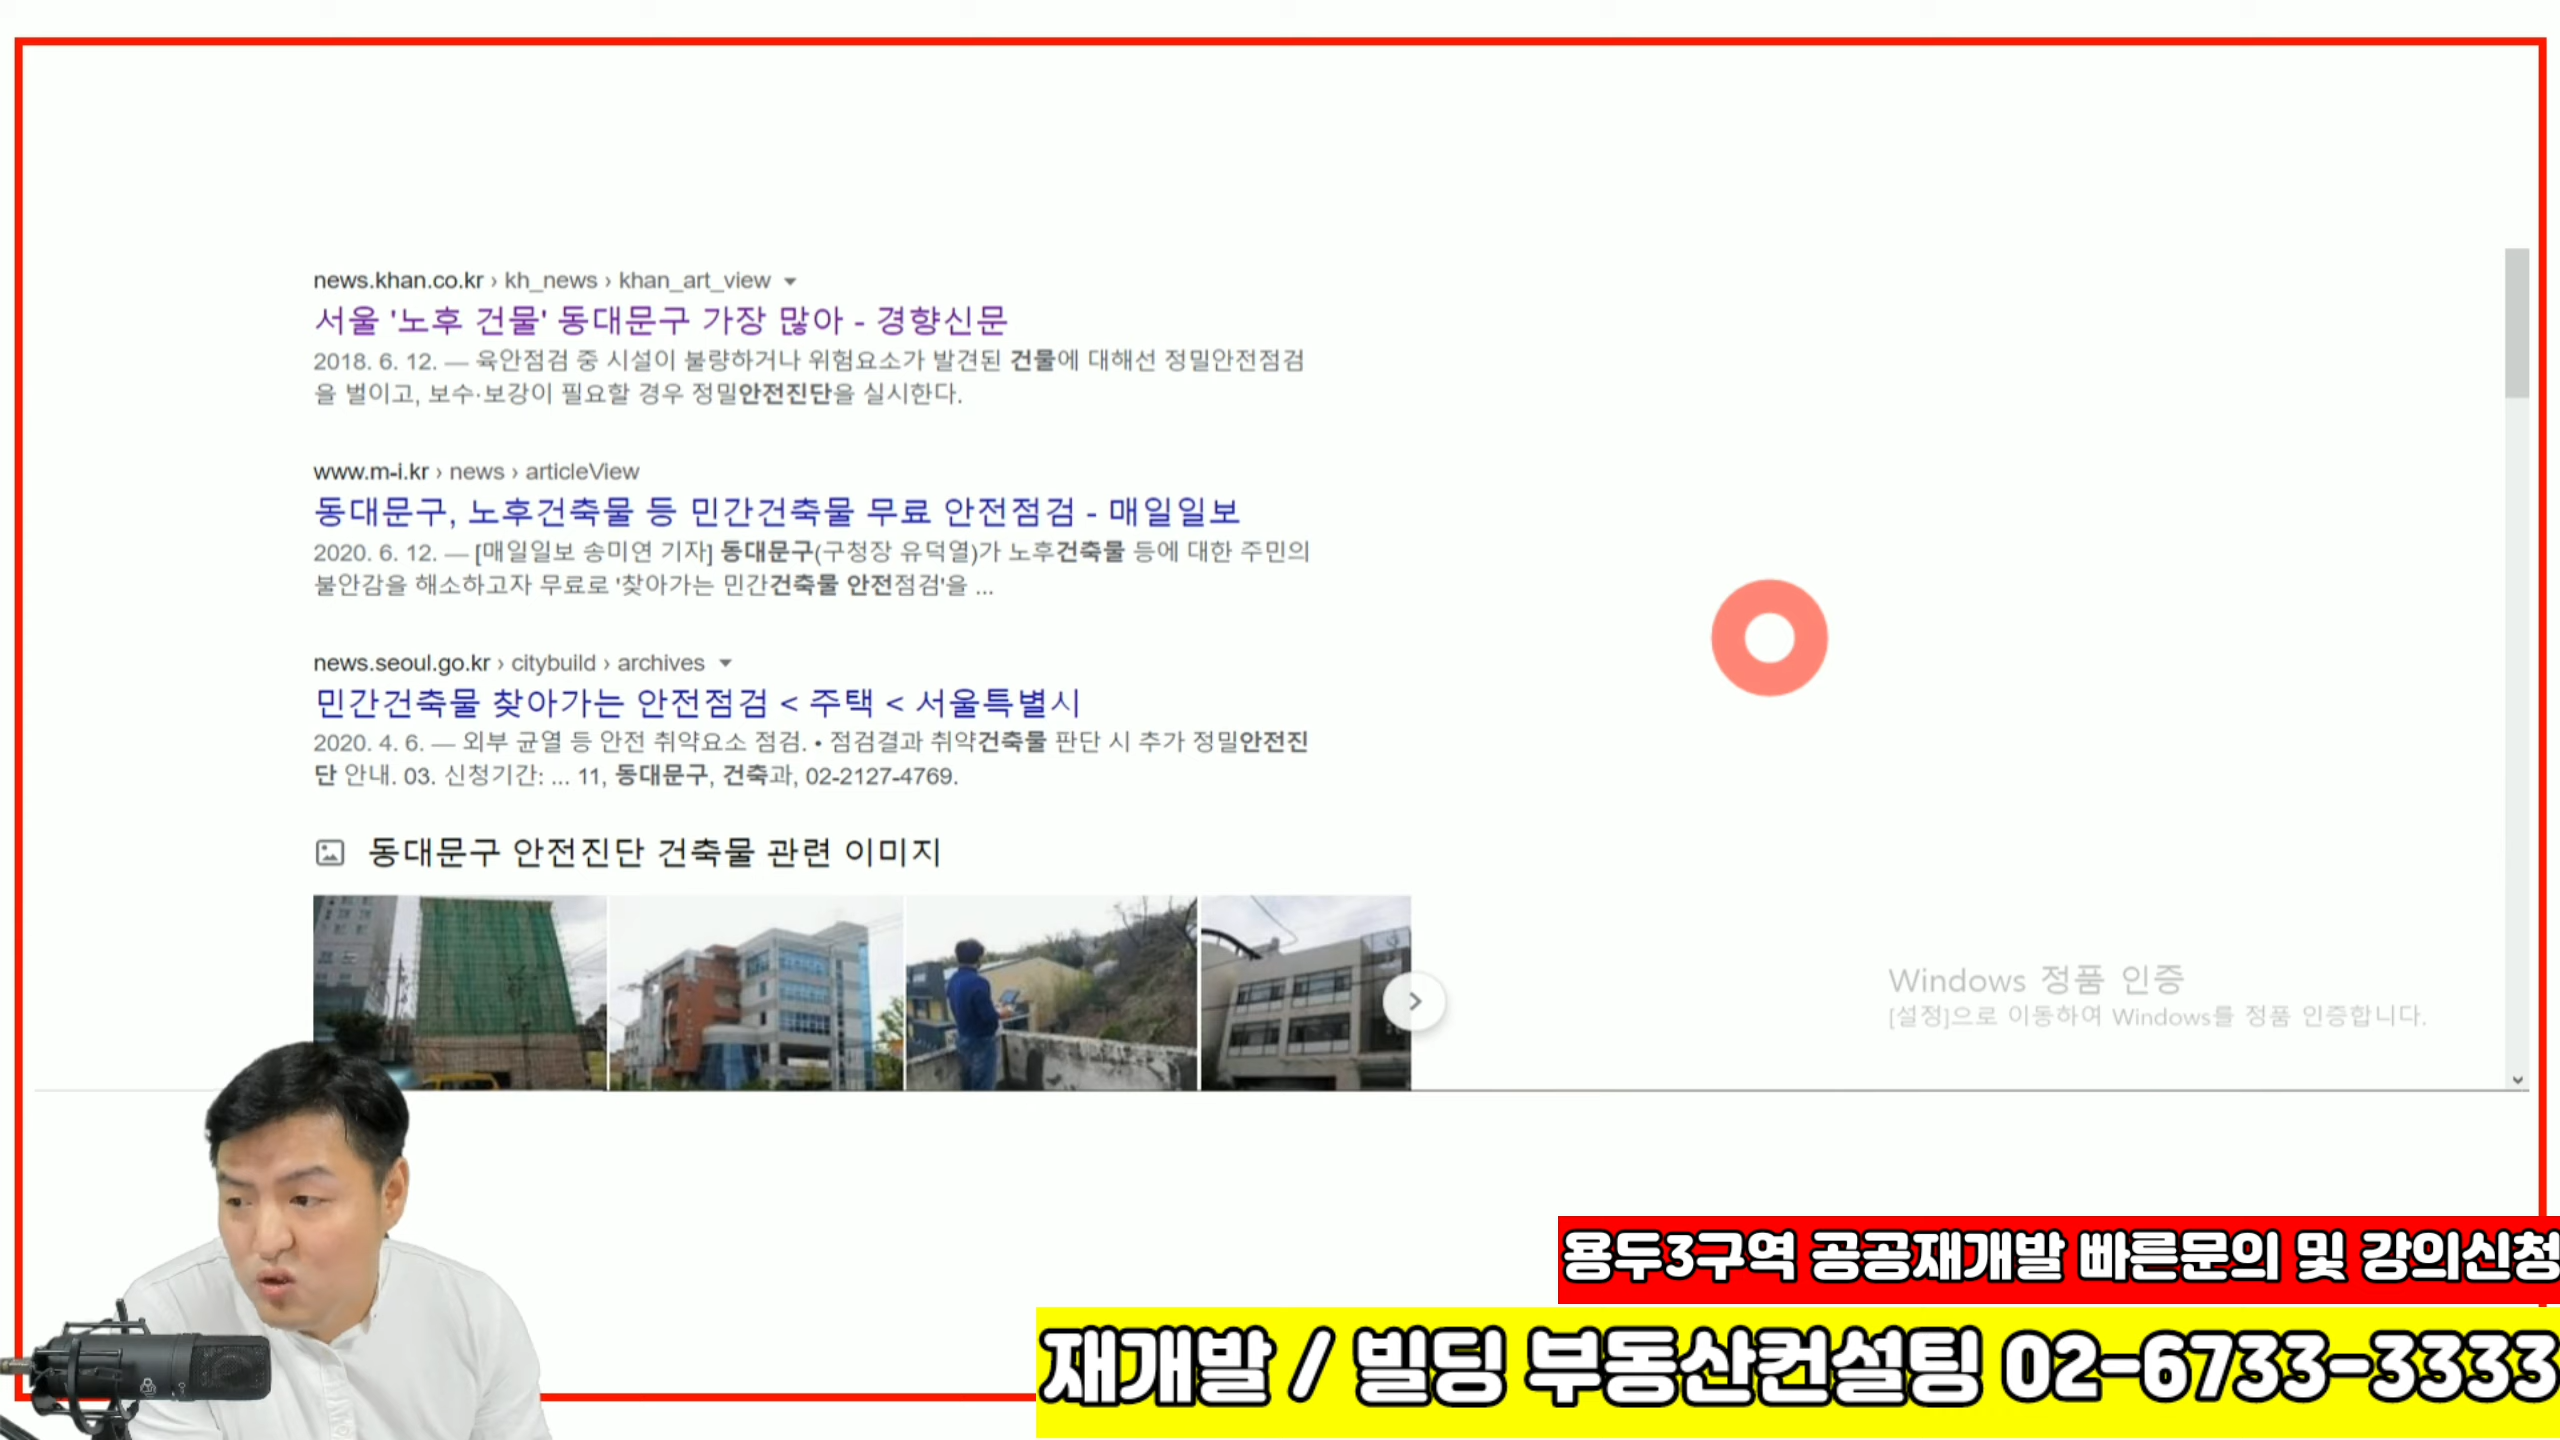 news.khan.co.kr › kh_news › khan_art_view
서울 '노후 건물' 동대문구 가장 많아 - 경향신문
2018. 6. 12. — 육안점검 중 시설이 불량하거나 위험요소가 발견된 건물에 대해선 정밀안전점검
을 벌이고, 보수·보강이 필요할 경우 정밀안전진단을 실시한다.
www.m-i.kr › news › articleView
동대문구, 노후건축물 등 민간건축물 무료 안전점검 - 매일일보
2020. 6. 12. — [매일일보 송미연 기자] 동대문구(구청장 유덕열)가 노후건축물 등에 대한 주민의
불안감을 해소하고자 무료로 '찾아가는 민간건축물 안전점검'을 ...
news.seoul.go.kr › citybuild › archives
민간건축물 찾아가는 안전점검 < 주택 < 서울특별시
2020. 4. 6. — 외부 균열 등 안전 취약요소 점검. • 점검결과 취약건축물 판단 시 추가 정밀안전진
단 안내. 03. 신청기간: ... 11, 동대문구, 건축과, 02-2127-4769.
동대문구 안전진단 건축물 관련 이미지
Windows 정품 인증
[설정]으로 이동하여 Windows를 정품 인증합니다.
용두3구역 공공재개발 빠른문의 및 강의신청
재개발 / 빌딩 부동산컨설팅 02-6733-3333